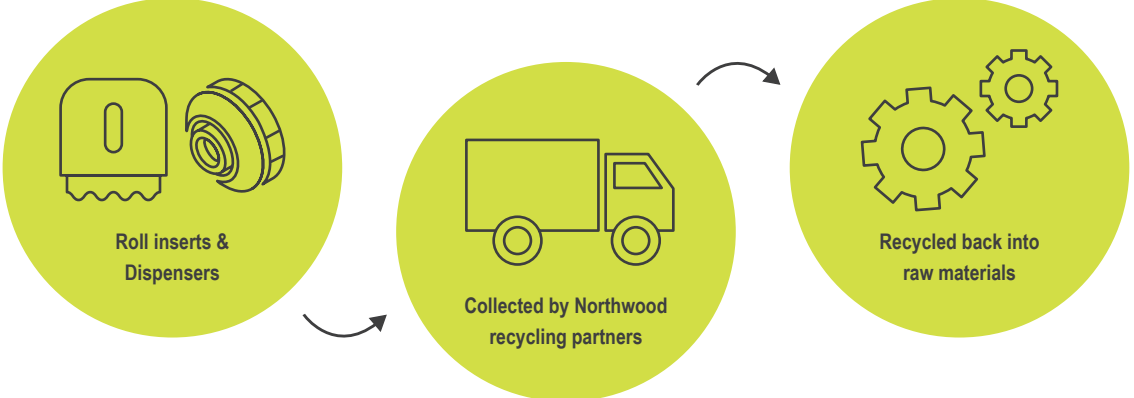 Roll inserts &
Dispensers
Collected by Northwood
recycling partners
Recycled back into
raw materials